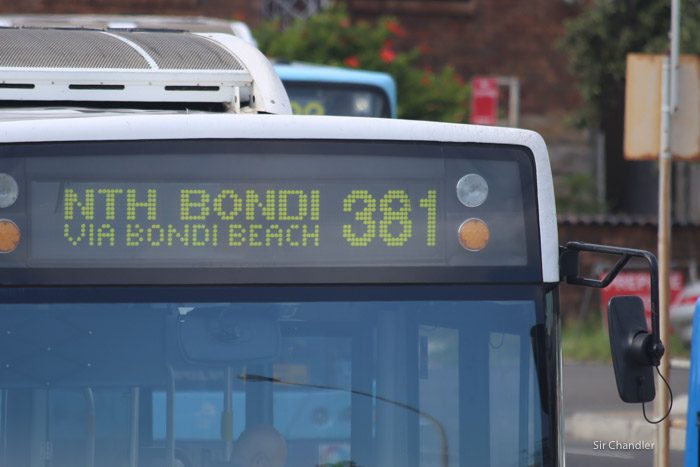 NTH BONDI 381
VIA BONDI BEACH
Sir Chandler